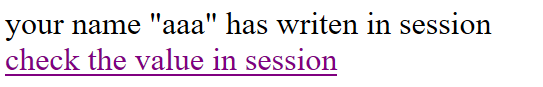 your name "aaa" has writen in session
check the value in session